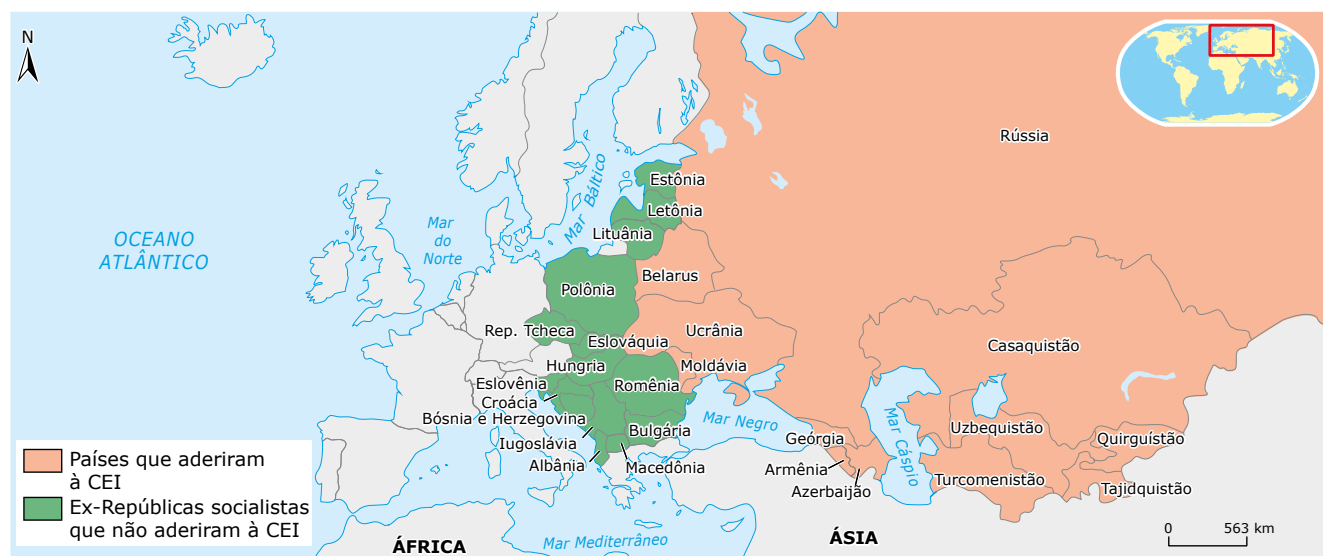 N
Rússia
Estônia
Letônia
Lituânia
Mar Báltico
Mar
do
Norte
OCEANO
ATLÂNTICO
Belarus
Polônia
Rep. Tcheca
Ucrânia
Eslováquia
Casaquistão
Hungria
Moldávia
Eslovênia
Romênia
Croácia
Bósnia e Herzegovina
Mar Negro
Mar Cáspio
Uzbequistão
Bulgária
Iugoslávia
Geórgia
Quirguístão
Albânia
Macedônia
Armênia
Azerbaijão
Turcomenistão
Tajidquistão
Países que aderiram
à CEI
Ex-Repúblicas socialistas
que não aderiram à CEI
ÁFRICA
Mar Mediterrâneo
ÁSIA
0 563 km